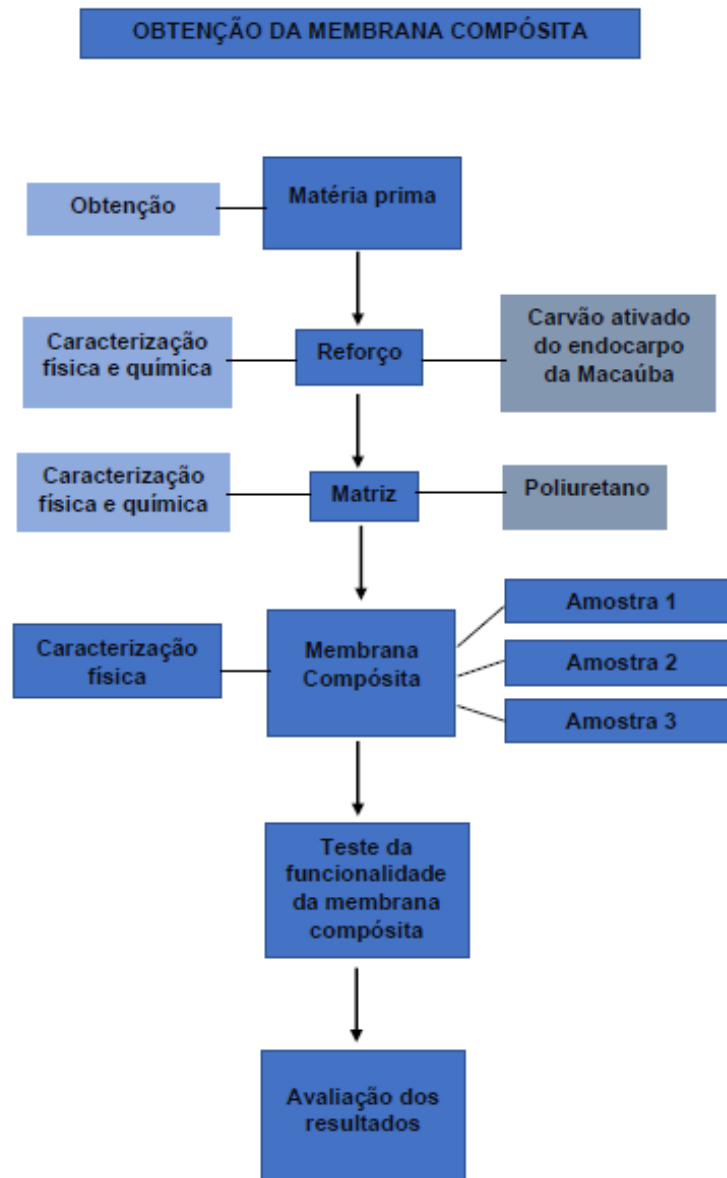 OBTENÇÃO DA MEMBRANA COMPÓSITA
Obtenção
Matéria prima
Caracterização
física e química
Reforço
Carvão ativado
do endocarpo
da Macaúba
Caracterização
física e química
Matriz
Poliuretano
Caracterização
física
Membrana
Compósita
Amostra 1
Amostra 2
Amostra 3
Teste da
funcionalidade
da membrana
compósita
Avaliação dos
resultados